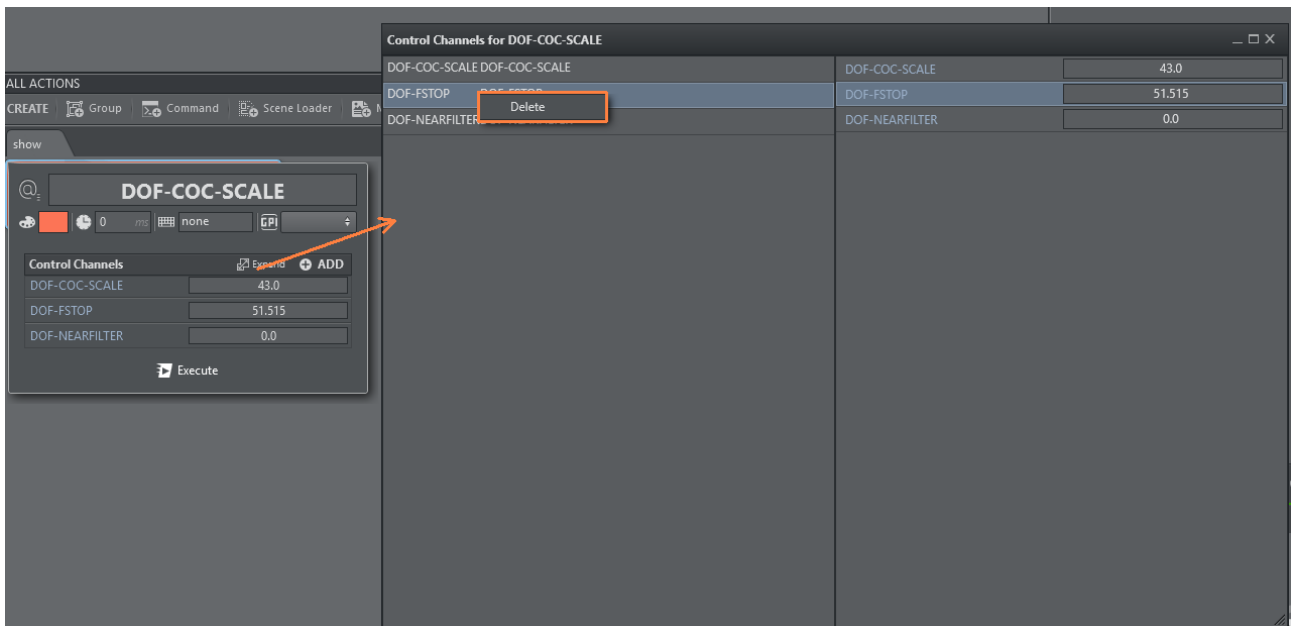 Control Channels for DOF-COC-SCALE
DOF-COC-SCALE DOF-COC-SCALE
DOF-FSTOP DOF-FSTOP
Delete
DOF-NEARFILTER
DOF-COC-SCALE 43.0
DOF-FSTOP 51.515
DOF-NEARFILTER 0.0
ALL ACTIONS
CREATE Group Command Scene Loader
show
DOF-COC-SCALE
0 ms none GPI
Control Channels Expand ADD
DOF-COC-SCALE 43.0
DOF-FSTOP 51.515
DOF-NEARFILTER 0.0
Execute